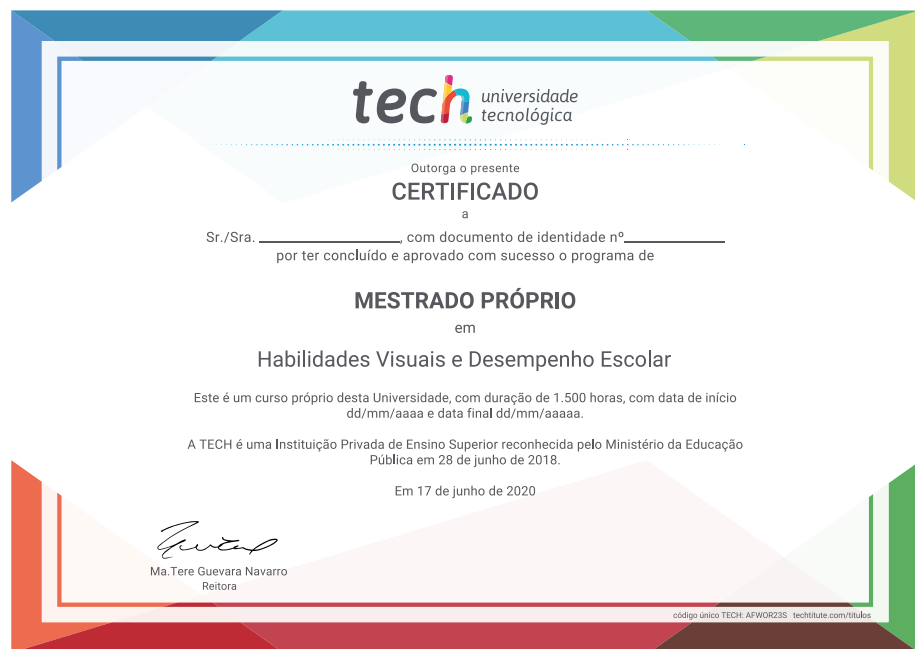 tech universidade
tecnológica
Outorga o presente
CERTIFICADO
a
Sr./Sra. ____________________, com documento de identidade nº______________
por ter concluído e aprovado com sucesso o programa de
MESTRADO PRÓPRIO
em
Habilidades Visuais e Desempenho Escolar
Este é um curso próprio desta Universidade, com duração de 1.500 horas, com data de início
dd/mm/aaaa e data final dd/mm/aaaaa.
A TECH é uma Instituição Privada de Ensino Superior reconhecida pelo Ministério da Educação
Pública em 28 de junho de 2018.
Em 17 de junho de 2020
Ma.Tere Guevara Navarro
Reitora
código único TECH: AFWOR23S techtitute.com/titulos